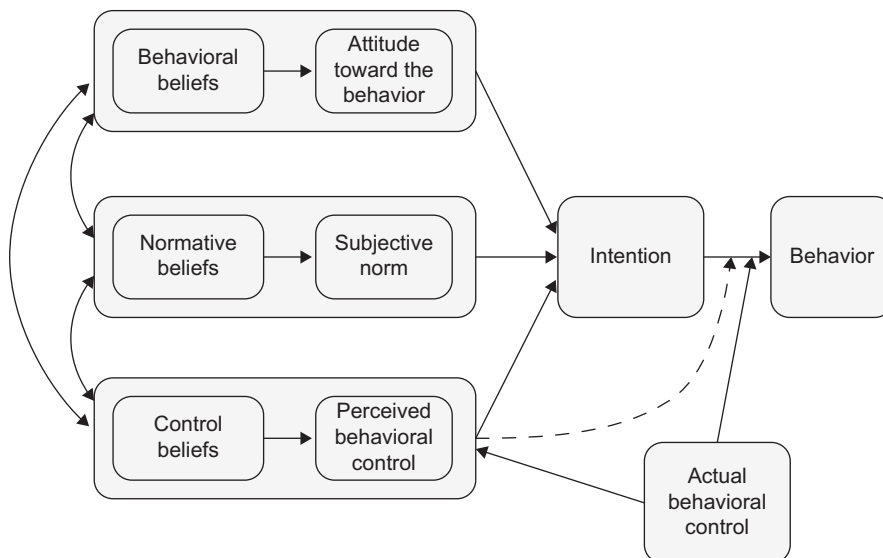 Behavioral
beliefs
Attitude
toward the
behavior
Normative
beliefs
Subjective
norm
Intention
Behavior
Control
beliefs
Perceived
behavioral
control
Actual
behavioral
control